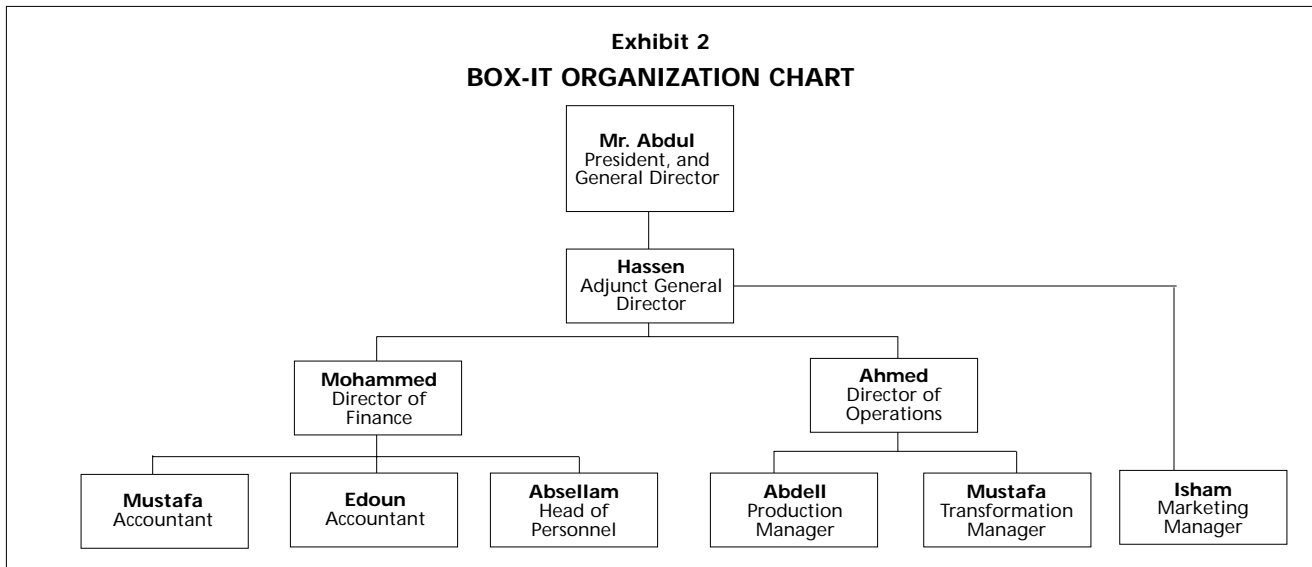 Exhibit 2
BOX-IT ORGANIZATION CHART
Mr. Abdul
President, and
General Director
Hassen
Adjunct General
Director
Mohammed
Director of
Finance
Ahmed
Director of
Operations
Mustafa
Accountant
Edoun
Accountant
Absellam
Head of
Personnel
Abdell
Production
Manager
Mustafa
Transformation
Manager
Isham
Marketing
Manager